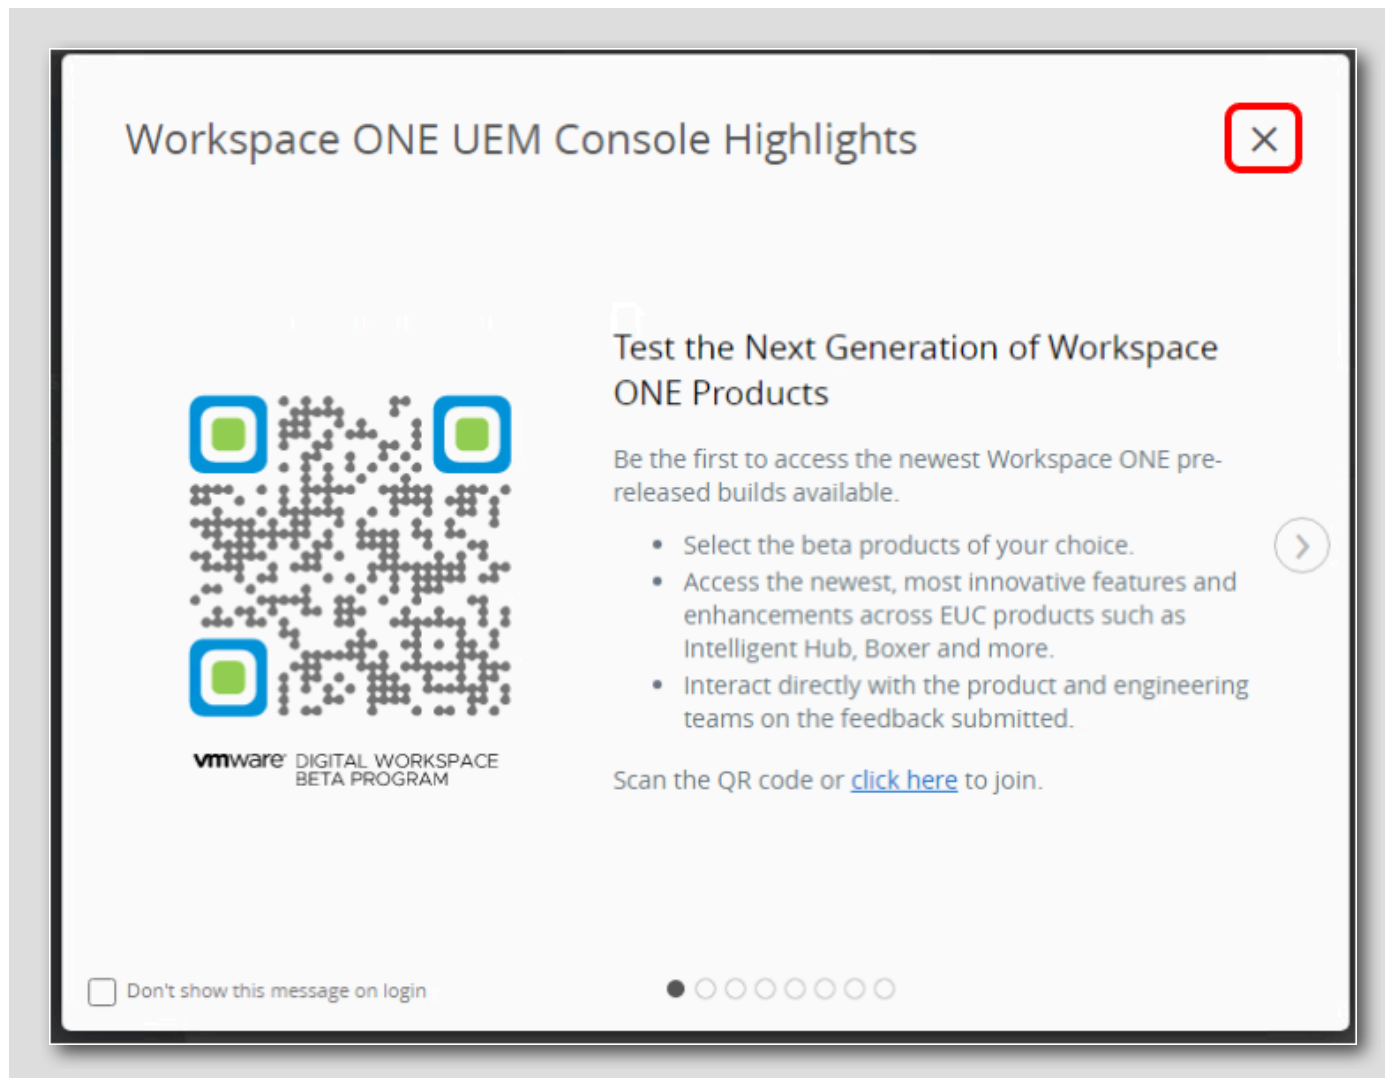 Workspace ONE UEM Console Highlights
Test the Next Generation of Workspace
ONE Products
Be the first to access the newest Workspace ONE pre-
released builds available.
• Select the beta products of your choice.
• Access the newest, most innovative features and
enhancements across EUC products such as
Intelligent Hub, Boxer and more.
• Interact directly with the product and engineering
teams on the feedback submitted.
Scan the QR code or click here to join.
vmware® DIGITAL WORKSPACE
BETA PROGRAM
Don't show this message on login